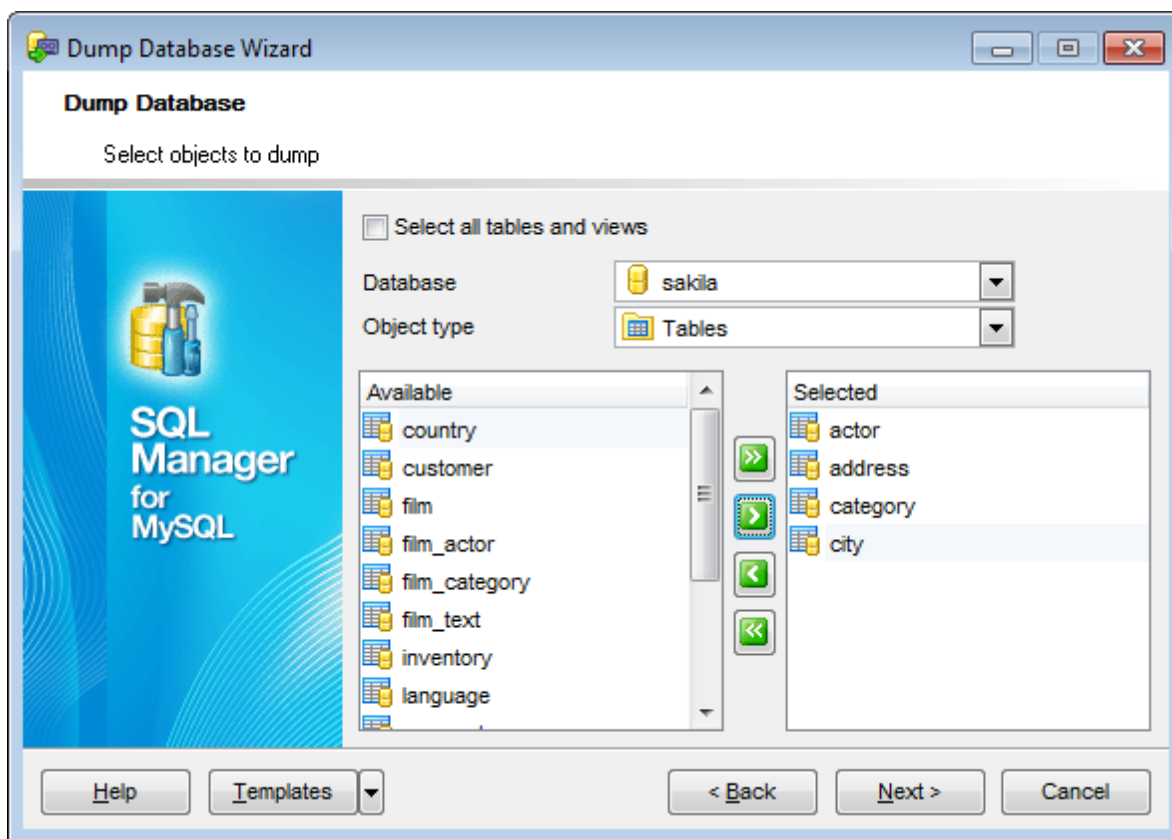 Dump Database Wizard
Dump Database
Select objects to dump
SQL
Manager
for
MySQL
Select all tables and views
Database sakila
Object type Tables
Available
country
customer
film
film_actor
film_category
film_text
inventory
language
Selected
actor
address
category
city
Help Templates < Back Next > Cancel